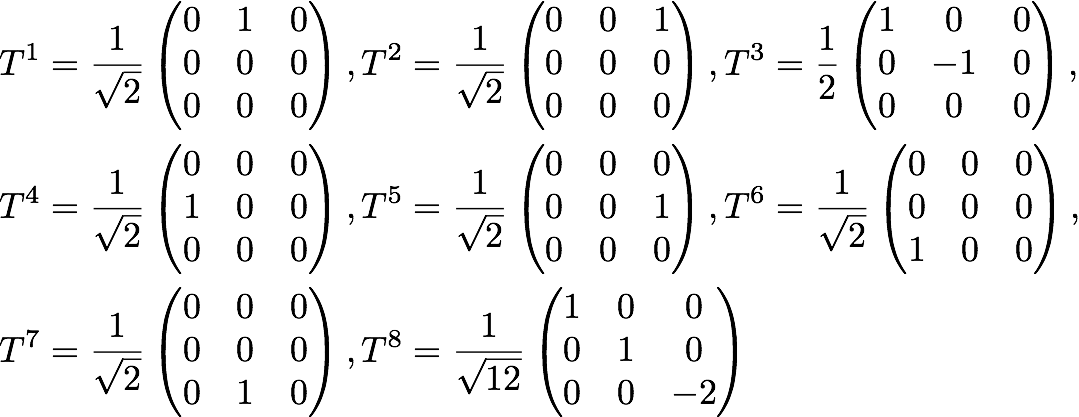 T^1 = \frac{1}{\sqrt{2}} \begin{pmatrix} 0 & 1 & 0 \\ 0 & 0 & 0 \\ 0 & 0 & 0 \end{pmatrix}, T^2 = \frac{1}{\sqrt{2}} \begin{pmatrix} 0 & 0 & 1 \\ 0 & 0 & 0 \\ 0 & 0 & 0 \end{pmatrix}, T^3 = \frac{1}{2} \begin{pmatrix} 1 & 0 & 0 \\ 0 & -1 & 0 \\ 0 & 0 & 0 \end{pmatrix},
T^4 = \frac{1}{\sqrt{2}} \begin{pmatrix} 0 & 0 & 0 \\ 1 & 0 & 0 \\ 0 & 0 & 0 \end{pmatrix}, T^5 = \frac{1}{\sqrt{2}} \begin{pmatrix} 0 & 0 & 0 \\ 0 & 0 & 1 \\ 0 & 0 & 0 \end{pmatrix}, T^6 = \frac{1}{\sqrt{2}} \begin{pmatrix} 0 & 0 & 0 \\ 0 & 0 & 0 \\ 1 & 0 & 0 \end{pmatrix},
T^7 = \frac{1}{\sqrt{2}} \begin{pmatrix} 0 & 0 & 0 \\ 0 & 0 & 0 \\ 0 & 1 & 0 \end{pmatrix}, T^8 = \frac{1}{\sqrt{12}} \begin{pmatrix} 1 & 0 & 0 \\ 0 & 1 & 0 \\ 0 & 0 & -2 \end{pmatrix}